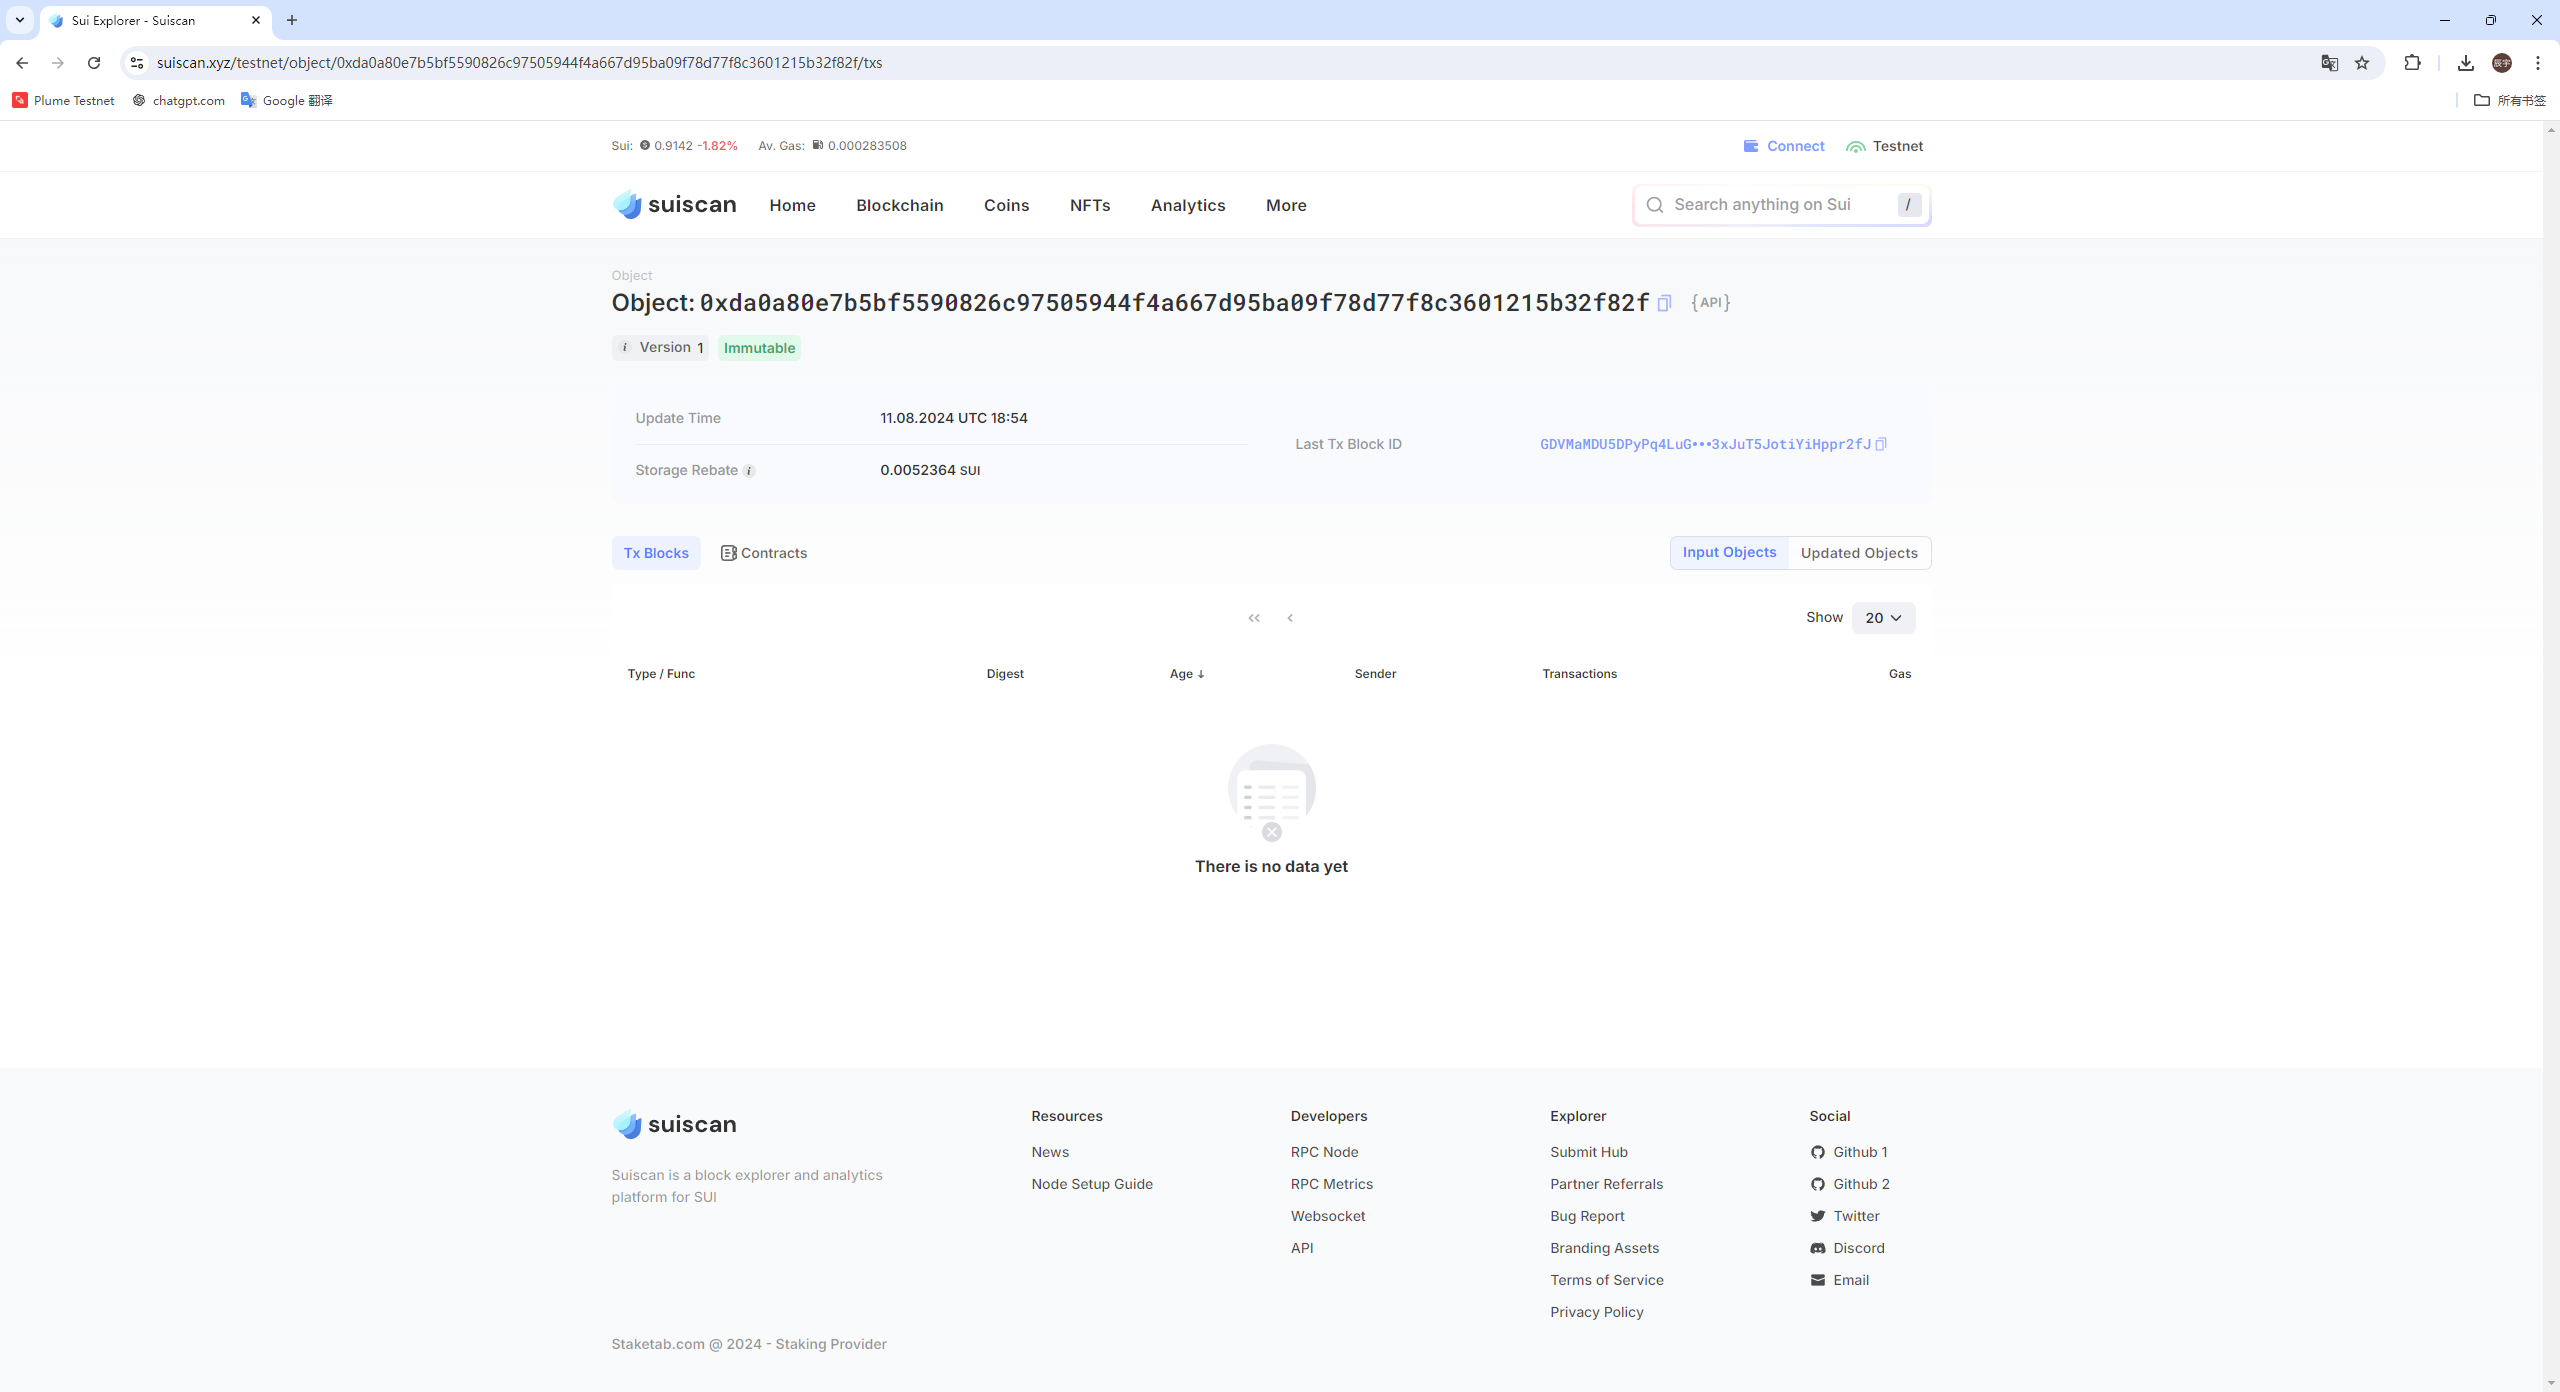 Sui Explorer - Suiscan
suiscan.xyz/testnet/object/0xda0a80e7b5bf5590826c97505944f4a667d95ba09f78d77f8c3601215b32f82f/txs
Plume Testnet
chatgpt.com
Google 翻译
所有书签
Sui: 0.9142 -1.82% Av. Gas: 0.000283508
Connect
Testnet
suiscan
Home
Blockchain
Coins
NFTs
Analytics
More
Search anything on Sui /
Object
Object: 0xda0a80e7b5bf5590826c97505944f4a667d95ba09f78d77f8c3601215b32f82f {API}
i Version 1
Immutable
Update Time 11.08.2024 UTC 18:54
Storage Rebate i 0.0052364 SUI
Last Tx Block ID GDVMaMDU5DPyPq4LuG•••3xJuT5JotiYiHppr2fJ
Tx Blocks
Contracts
Input Objects
Updated Objects
Show 20
Type / Func
Digest
Age
Sender
Transactions
Gas
There is no data yet
suiscan
Suiscan is a block explorer and analytics
platform for SUI
Resources
News
Node Setup Guide
Developers
RPC Node
RPC Metrics
Websocket
API
Explorer
Submit Hub
Partner Referrals
Bug Report
Branding Assets
Terms of Service
Privacy Policy
Social
Github 1
Github 2
Twitter
Discord
Email
Staketab.com @ 2024 - Staking Provider